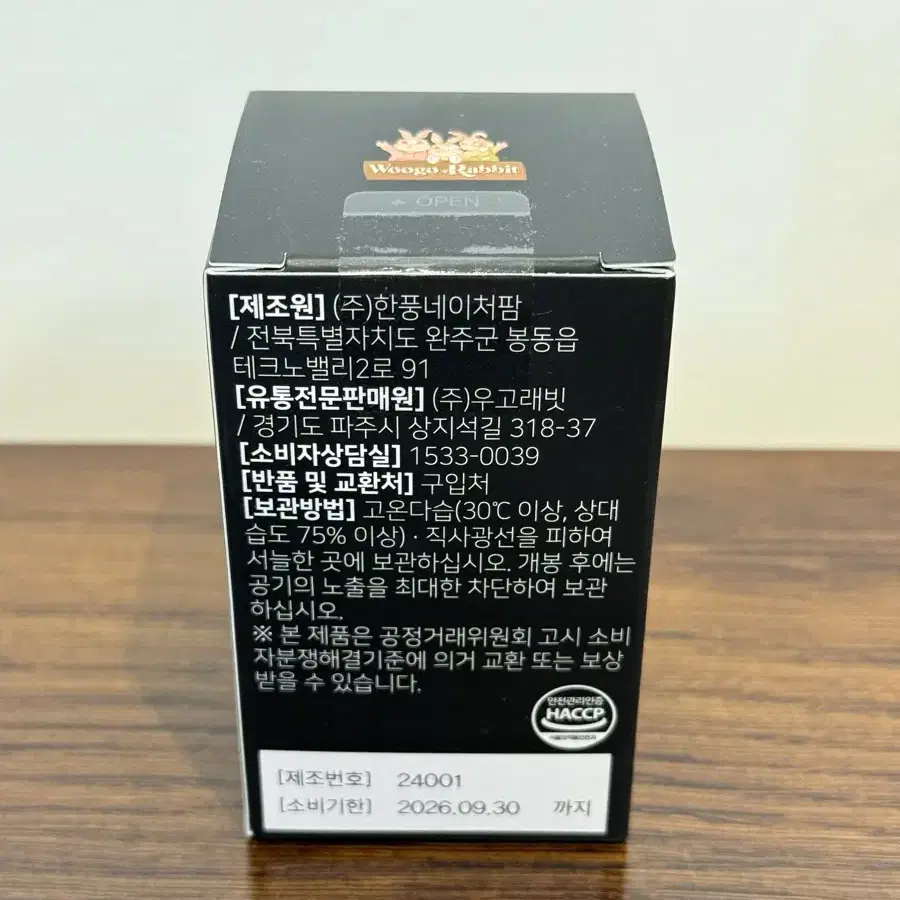 Woogo Rabbit
OPEN
[제조원] (주)한풍네이처팜
/ 전북특별자치도 완주군 봉동읍
테크노밸리2로 91
[유통전문판매원] (주)우고래빗
/ 경기도 파주시 상지석길 318-37
[소비자상담실] 1533-0039
[반품 및 교환처] 구입처
[보관방법] 고온다습(30℃ 이상, 상대
습도 75% 이상) · 직사광선을 피하여
서늘한 곳에 보관하십시오. 개봉 후에는
공기의 노출을 최대한 차단하여 보관
하십시오.
※ 본 제품은 공정거래위원회 고시 소비
자분쟁해결기준에 의거 교환 또는 보상
받을 수 있습니다.
안전관리인증
HACCP
[제조번호] 24001
[소비기한] 2026.09.30 까지